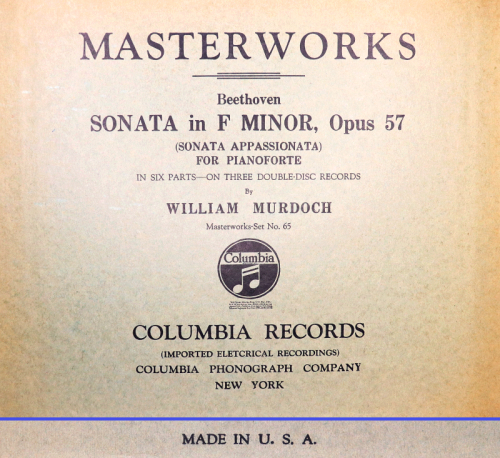 MASTERWORKS
Beethoven
SONATA in F MINOR, Opus 57
(SONATA APPASSIONATA)
FOR PIANOFORTE
IN SIX PARTS—ON THREE DOUBLE-DISC RECORDS
By
WILLIAM MURDOCH
Masterworks-Set No. 65
Columbia
COLUMBIA RECORDS
(IMPORTED ELETCRICAL RECORDINGS)
COLUMBIA PHONOGRAPH COMPANY
NEW YORK
MADE IN U. S. A.